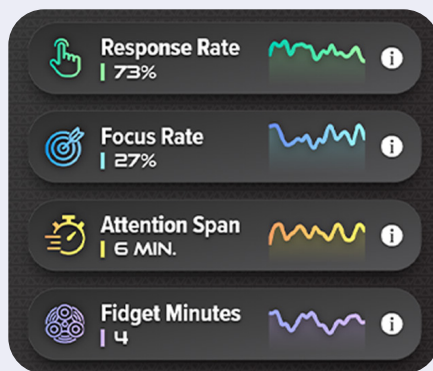 Response Rate
73%
Focus Rate
27%
Attention Span
6 MIN.
Fidget Minutes
4